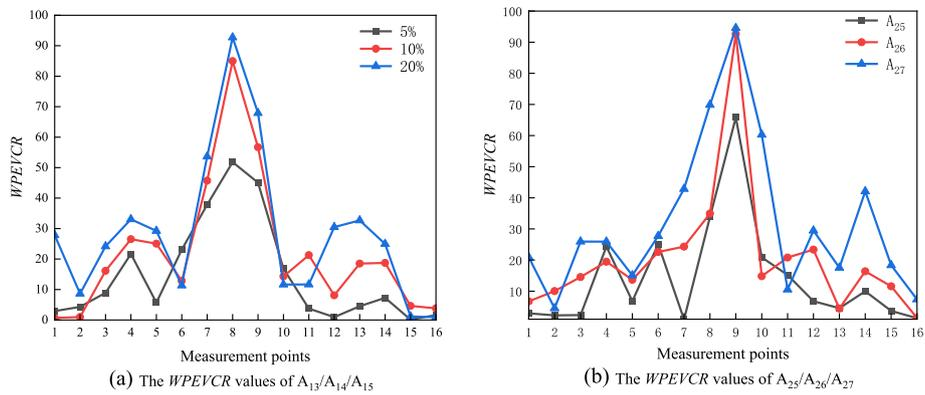 100
90
80
70
60
50
40
30
20
10
0
WPEVCR
5%
10%
20%
1 2 3 4 5 6 7 8 9 10 11 12 13 14 15 16
Measurement points
(a) The WPEVCR values of A₁₃/A₁₄/A₁₅
100
90
80
70
60
50
40
30
20
10
WPEVCR
A₂₅
A₂₆
A₂₇
1 2 3 4 5 6 7 8 9 10 11 12 13 14 15 16
Measurement points
(b) The WPEVCR values of A₂₅/A₂₆/A₂₇